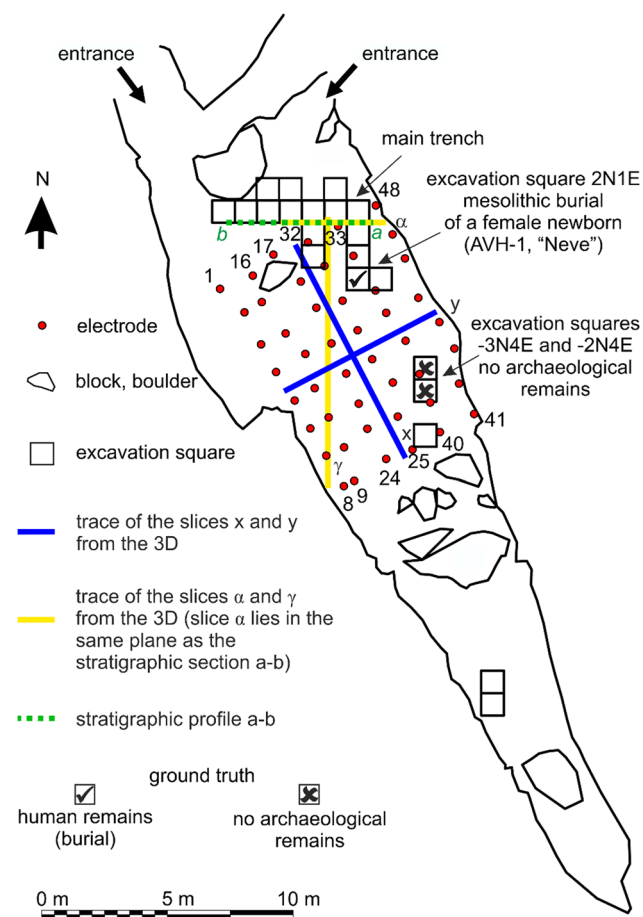 entrance
entrance
main trench
48
excavation square 2N1E
mesolithic burial
of a female newborn
(AVH-1, “Neve”)
N
b
32
33
a
α
17
16
1
y
electrode
excavation squares
-3N4E and -2N4E
no archaeological
remains
block, boulder
41
x
40
excavation square
25
γ
24
8
9
trace of the slices x and y
from the 3D
trace of the slices α and γ
from the 3D (slice α lies in the
same plane as the
stratigraphic section a-b)
stratigraphic profile a-b
ground truth
human remains
(burial)
no archaeological
remains
0 m
5 m
10 m